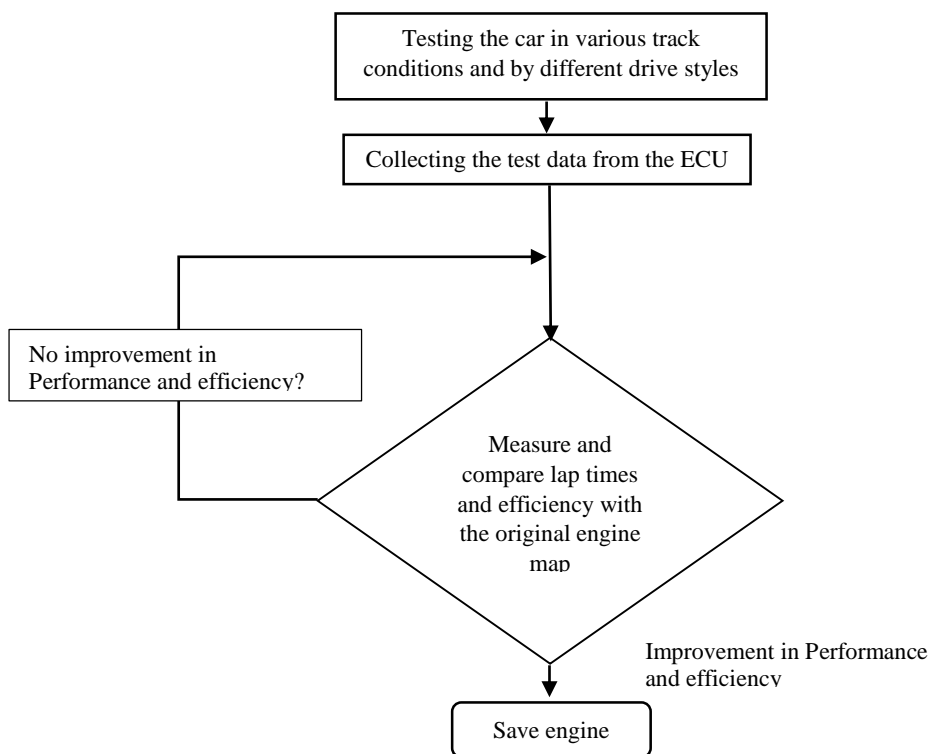 Testing the car in various track
conditions and by different drive styles
Collecting the test data from the ECU
No improvement in
Performance and efficiency?
Measure and
compare lap times
and efficiency with
the original engine
map
Improvement in Performance
and efficiency
Save engine